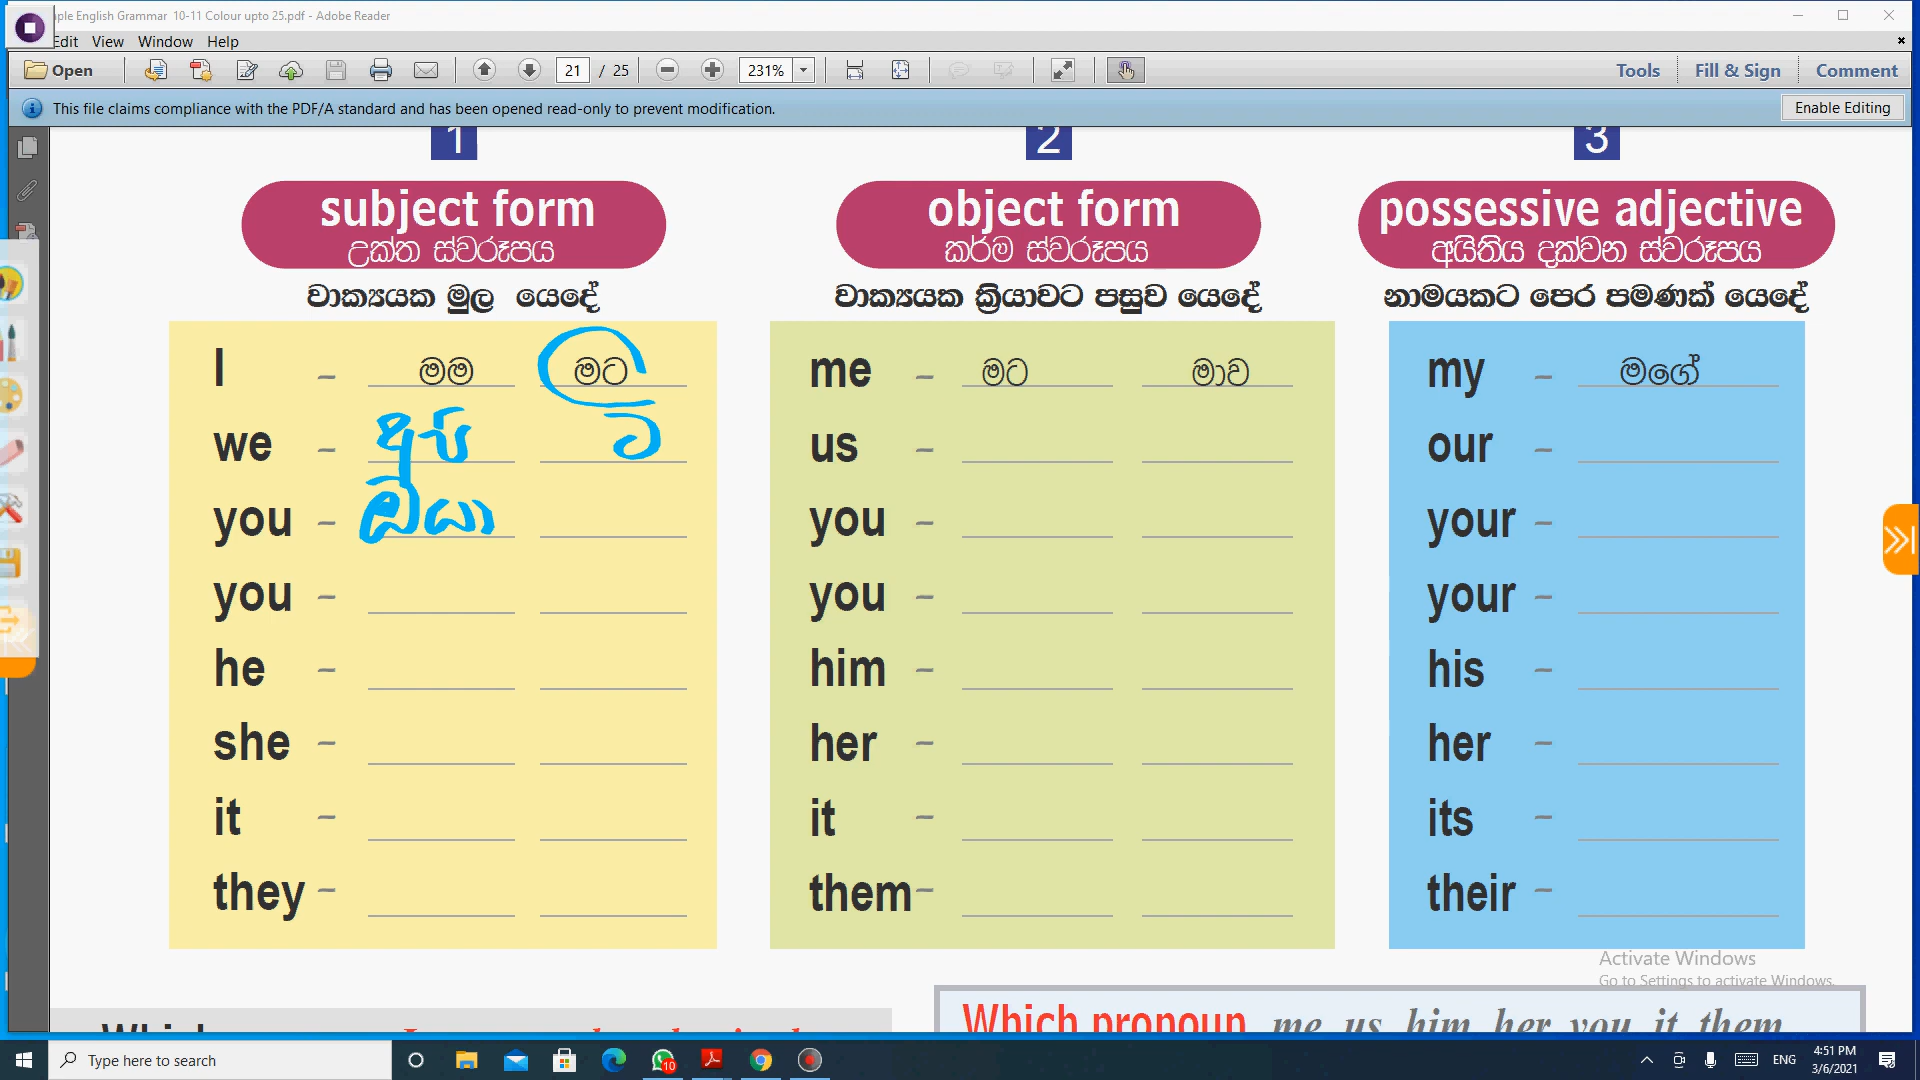 ple English Grammar 10-11 Colour upto 25.pdf - Adobe Reader
Edit View Window Help
Open 21 / 25 231% Tools Fill & Sign Comment
This file claims compliance with the PDF/A standard and has been opened read-only to prevent modification. Enable Editing
1 2 3
subject form object form possessive adjective
උක්ත ස්වරූපය කර්ම ස්වරූපය අයිතිය දක්වන ස්වරූපය
වාක්‍යයක මුල යෙදේ වාක්‍යයක ක්‍රියාවට පසුව යෙදේ නාමයකට පෙර පමණක් යෙදේ
I - මම මට me - මට මාව my - මගේ
we - අපි ට us - our -
you - ඔයා you - your -
you - you - your -
he - him - his -
she - her - her -
it - it - its -
they - them - their -
Activate Windows
Go to Settings to activate Windows.
Which pronoun me us him her you it them
Type here to search 10 ENG 4:51 PM
3/6/2021